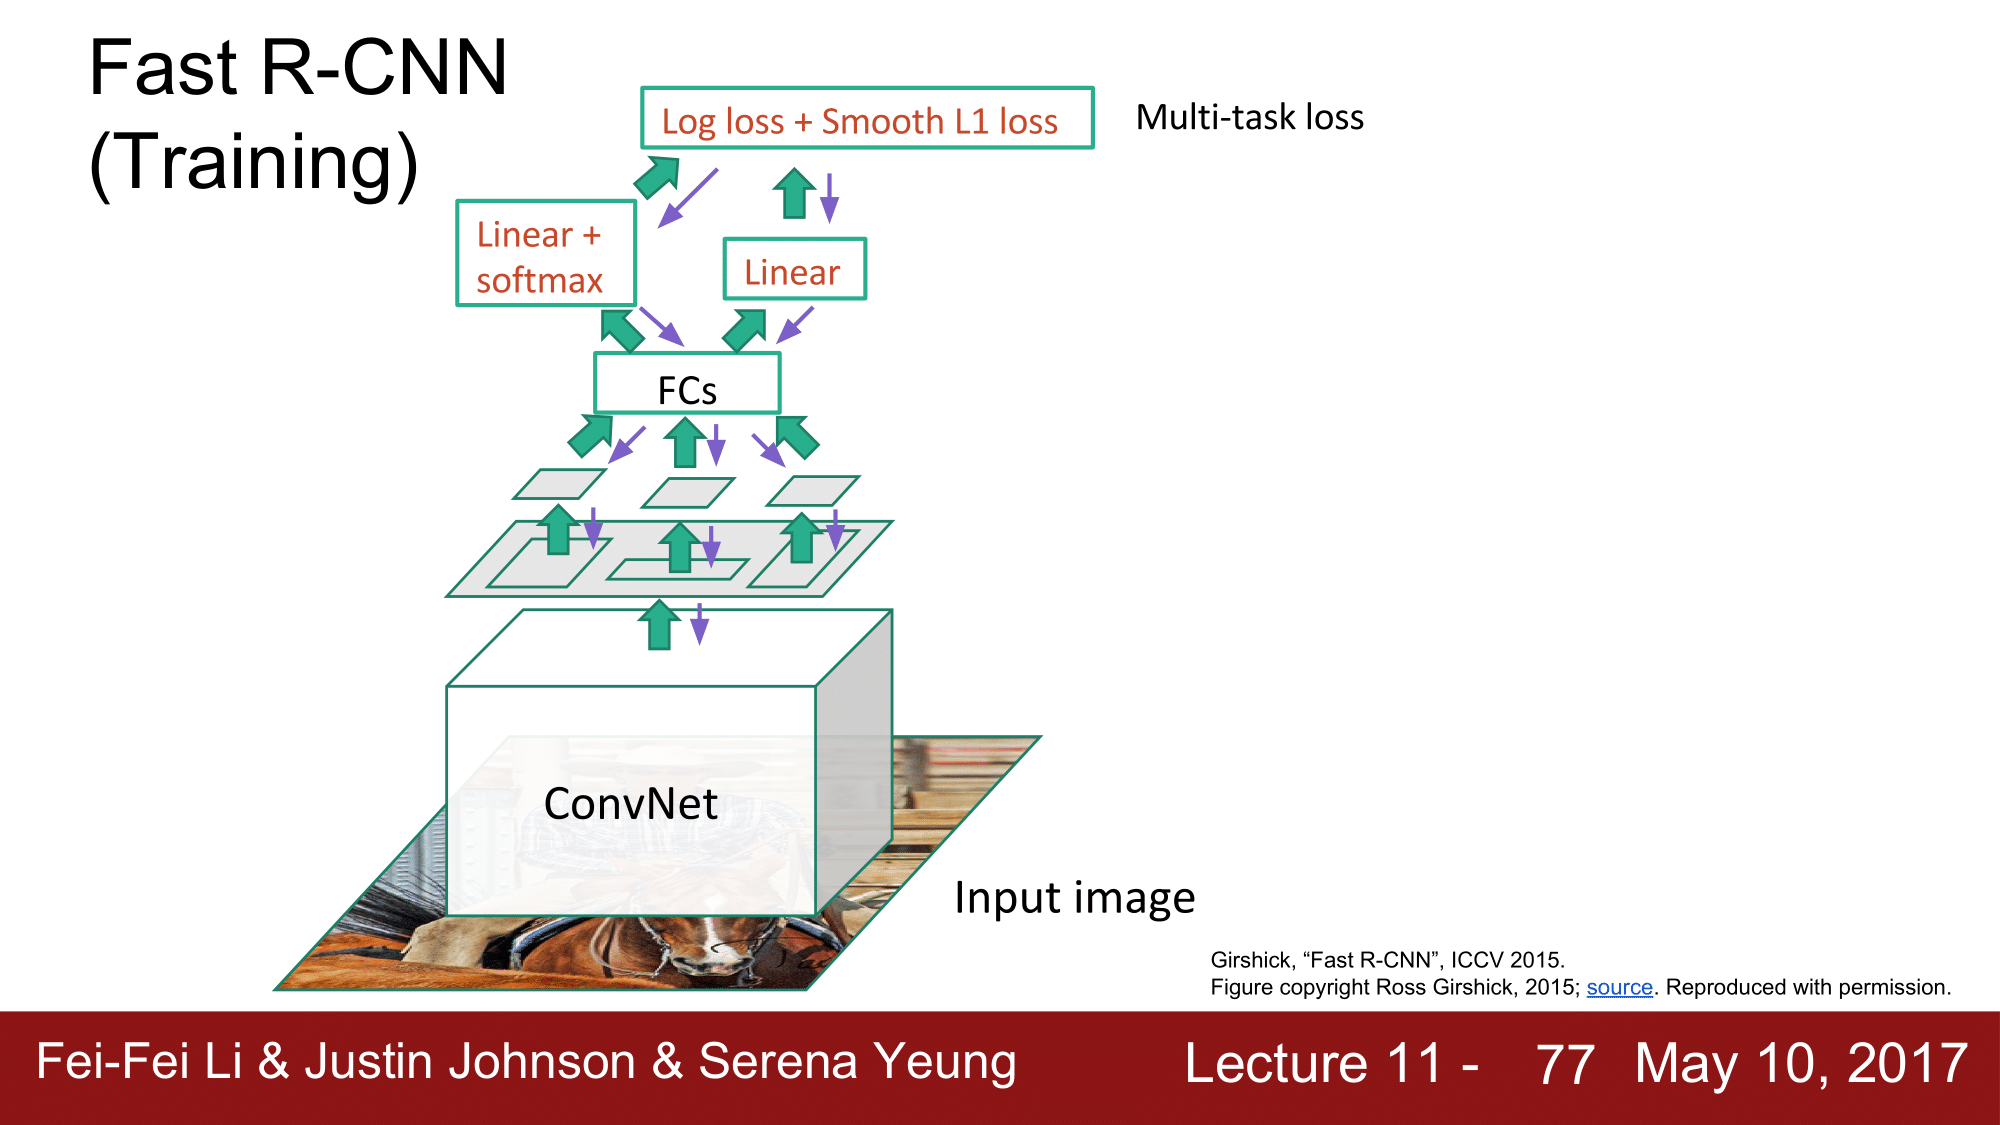 Fast R-CNN
(Training)
Log loss + Smooth L1 loss
Multi-task loss
Linear +
softmax
Linear
FCs
ConvNet
Input image
Girshick, “Fast R-CNN”, ICCV 2015.
Figure copyright Ross Girshick, 2015; source. Reproduced with permission.
Fei-Fei Li & Justin Johnson & Serena Yeung
Lecture 11 - 77 May 10, 2017